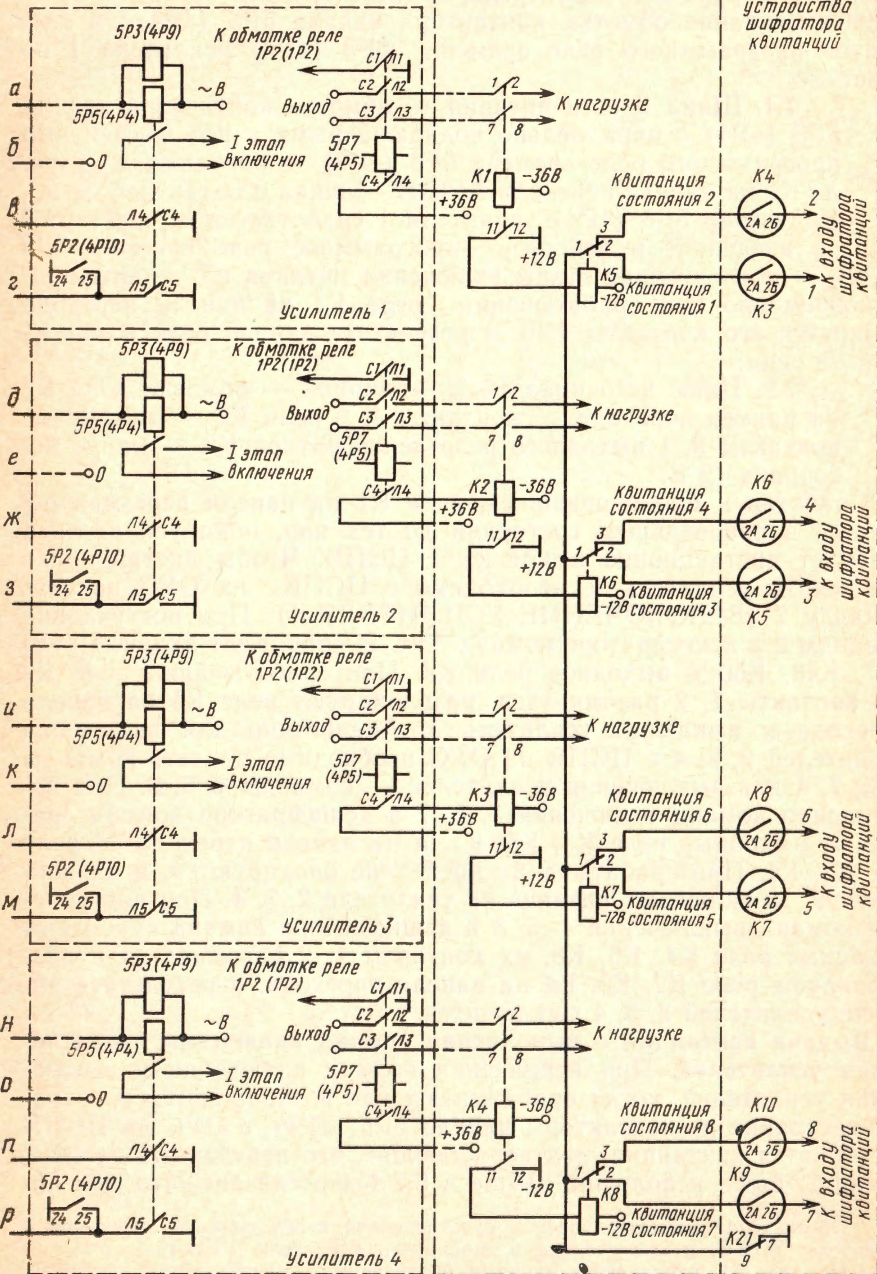 устройства
шифратора
квитанций
5Р3(4Р9)
К обмотке реле
1Р2(1Р2)
С1 Л1
а
~В
5Р5(4Р4)
Выход
С2 Л2
С3 Л3
1 2
7 8
К нагрузке
б
0
I этап
включения
5Р7
(4Р5)
С4 Л4
К1
-36В
+36В
в
Л4 С4
5Р2(4Р10)
24 25
г
Л5 С5
Усилитель 1
11 12
+12В
Квитанция
состояния 2
3
1 2
К5
-12В
Квитанция
состояния 1
К4
2А 2Б
2
2А 2Б
К3
1
К входу
шифратора
квитанций
5Р3(4Р9)
К обмотке реле
1Р2(1Р2)
С1 Л1
д
~В
5Р5(4Р4)
Выход
С2 Л2
С3 Л3
1 2
7 8
К нагрузке
е
0
I этап
включения
5Р7
(4Р5)
С4 Л4
К2
-36В
+36В
ж
Л4 С4
5Р2(4Р10)
24 25
з
Л5 С5
Усилитель 2
11 12
+12В
Квитанция
состояния 4
3
1 2
К6
-12В
Квитанция
состояния 3
К6
2А 2Б
4
2А 2Б
К5
3
К входу
шифратора
квитанций
5Р3(4Р9)
К обмотке реле
1Р2(1Р2)
С1 Л1
и
~В
5Р5(4Р4)
Выход
С2 Л2
С3 Л3
1 2
7 8
К нагрузке
к
0
I этап
включения
5Р7
(4Р5)
С4 Л4
К3
-36В
+36В
л
Л4 С4
5Р2(4Р10)
24 25
м
Л5 С5
Усилитель 3
11 12
+12В
Квитанция
состояния 6
3
1 2
К7
-12В
Квитанция
состояния 5
К8
2А 2Б
6
2А 2Б
К7
5
К входу
шифратора
квитанций
5Р3(4Р9)
К обмотке реле
1Р2(1Р2)
С1 Л1
н
~В
5Р5(4Р4)
Выход
С2 Л2
С3 Л3
1 2
7 8
К нагрузке
о
0
I этап
включения
5Р7
(4Р5)
С4 Л4
К4
-36В
+36В
п
Л4 С4
5Р2(4Р10)
24 25
р
Л5 С5
Усилитель 4
11 12
-12В
Квитанция
состояния 8
3
1 2
К8
-12В
Квитанция
состояния 7
К10
2А 2Б
8
К9
2А 2Б
7
К входу
шифратора
квитанций
К21
7
9